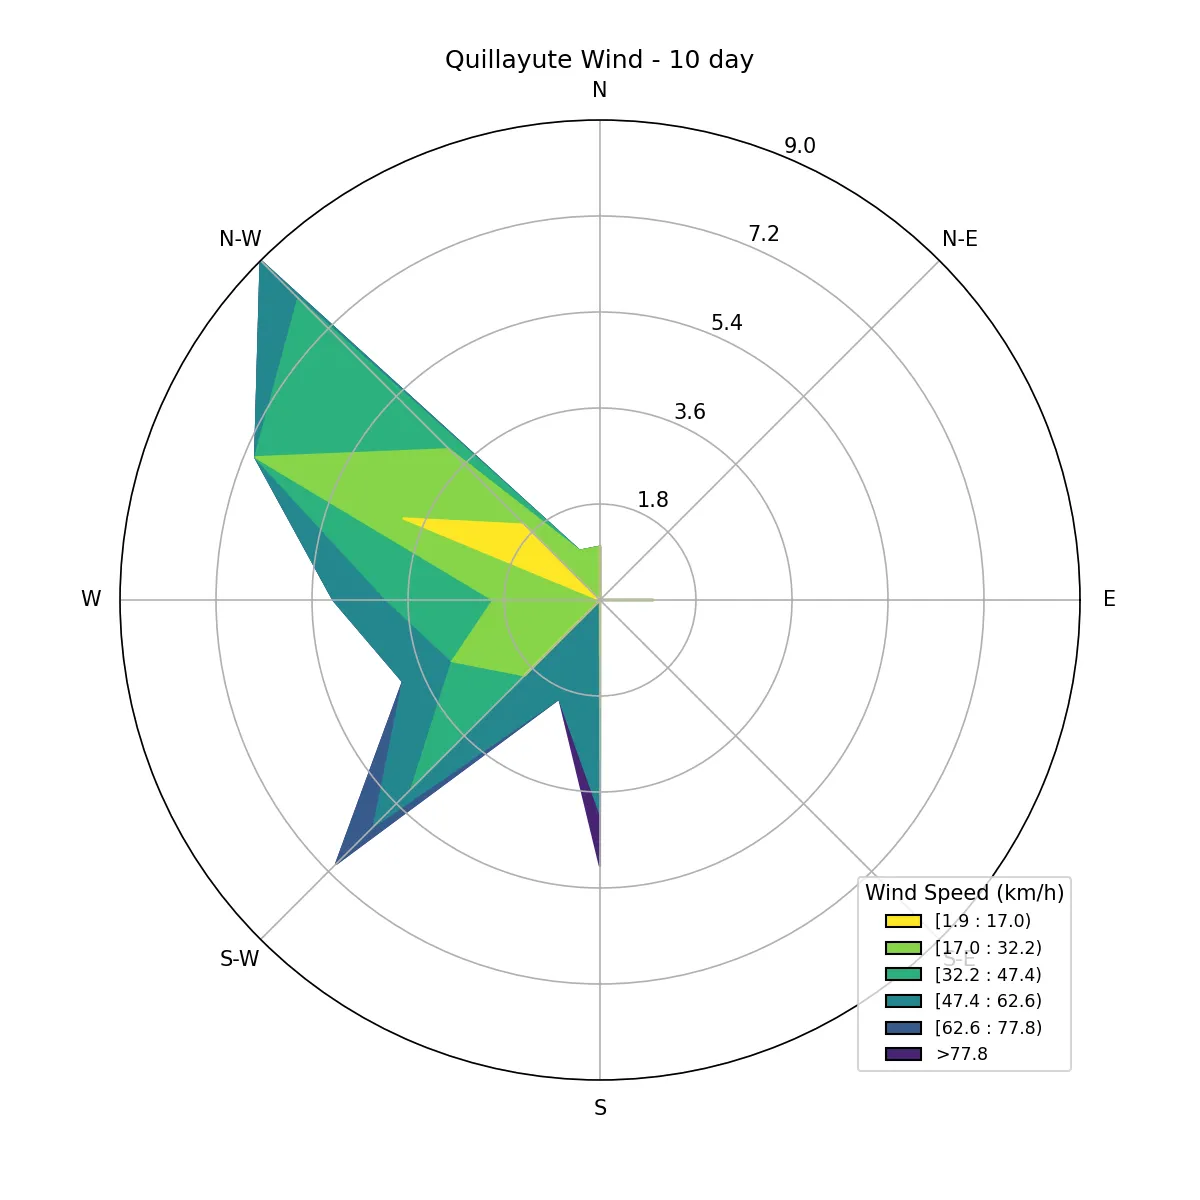 Quillayute Wind - 10 day
N
9.0
N-W
N-E
7.2
5.4
3.6
1.8
W
E
Wind Speed (km/h)
[1.9 : 17.0)
[17.0 : 32.2)
S-W
S-E
[32.2 : 47.4)
[47.4 : 62.6)
[62.6 : 77.8)
>77.8
S